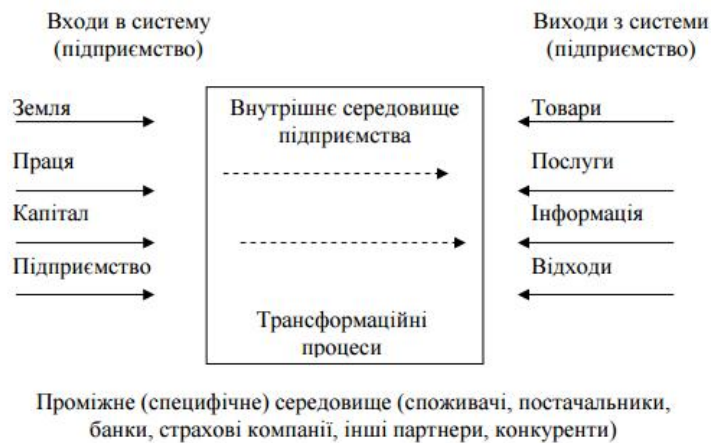 Входи в систему
(підприємство)
Виходи з системи
(підприємство)
Земля
Праця
Капітал
Підприємство
Внутрішнє середовище
підприємства
Трансформаційні
процеси
Товари
Послуги
Інформація
Відходи
Проміжне (специфічне) середовище (споживачі, постачальники,
банки, страхові компанії, інші партнери, конкуренти)